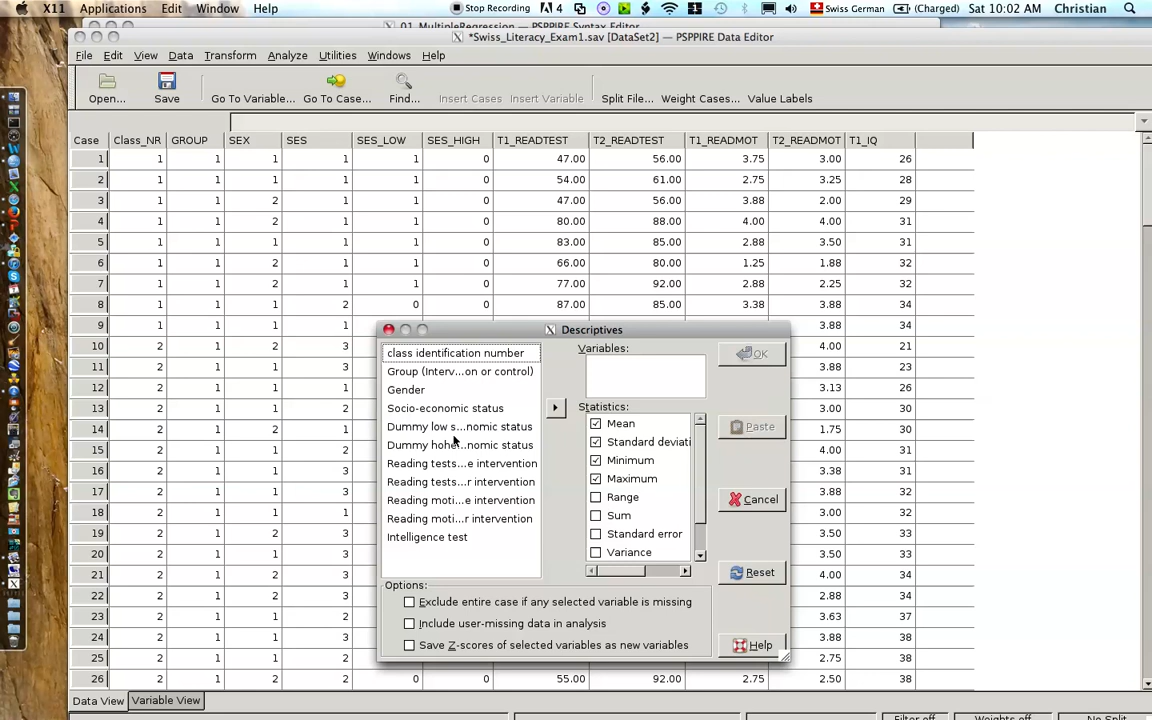 X11 Applications Edit Window Help Stop Recording 4 1 Swiss German (Charged) Sat 10:02 AM Christian
01_MultipleRegression — PSPPIRE Syntax Editor
*Swiss_Literacy_Exam1.sav [DataSet2] — PSPPIRE Data Editor
File Edit View Data Transform Analyze Utilities Windows Help
Open... Save Go To Variable... Go To Case... Find... Insert Cases Insert Variable Split File... Weight Cases... Value Labels
Case Class_NR GROUP SEX SES SES_LOW SES_HIGH T1_READTEST T2_READTEST T1_READMOT T2_READMOT T1_IQ
1 1 1 1 1 1 0 47.00 56.00 3.75 3.00 26
2 1 1 1 1 1 0 54.00 61.00 2.75 3.25 28
3 1 1 2 1 1 0 47.00 56.00 3.88 2.00 29
4 1 1 2 1 1 0 80.00 88.00 4.00 4.00 31
5 1 1 1 1 1 0 83.00 85.00 2.88 3.50 31
6 1 1 2 1 1 0 66.00 80.00 1.25 1.88 32
7 1 1 2 1 1 0 77.00 92.00 2.88 2.25 32
8 1 1 1 2 0 0 87.00 85.00 3.38 3.88 34
9 1 1 1 1 3.88 34
10 2 1 2 3 4.00 21
11 2 1 1 3 3.88 23
12 2 1 1 1 3.13 26
13 2 1 1 2 3.00 30
14 2 1 2 1 1.75 30
15 2 1 1 2 3.50 31
16 2 1 1 3 3.38 31
17 2 1 1 3 3.88 32
18 2 1 1 1 3.00 32
19 2 1 2 3 3.50 33
20 2 1 1 3 3.50 33
21 2 1 2 3 4.00 34
22 2 1 2 3 2.88 34
23 2 1 1 2 3.63 37
24 2 1 1 3 3.88 38
25 2 1 1 2 2.75 38
26 2 1 1 2 0 0 55.00 92.00 2.75 2.50 38
Descriptives
class identification number
Group (Interv...on or control)
Gender
Socio-economic status
Dummy low s...nomic status
Dummy hohe...nomic status
Reading tests...e intervention
Reading tests...r intervention
Reading moti...e intervention
Reading moti...r intervention
Intelligence test
Variables:
Statistics:
Mean
Standard deviati
Minimum
Maximum
Range
Sum
Standard error
Variance
OK
Paste
Cancel
Reset
Help
Options:
Exclude entire case if any selected variable is missing
Include user-missing data in analysis
Save Z-scores of selected variables as new variables
Data View Variable View
Filter off Weights off No Split